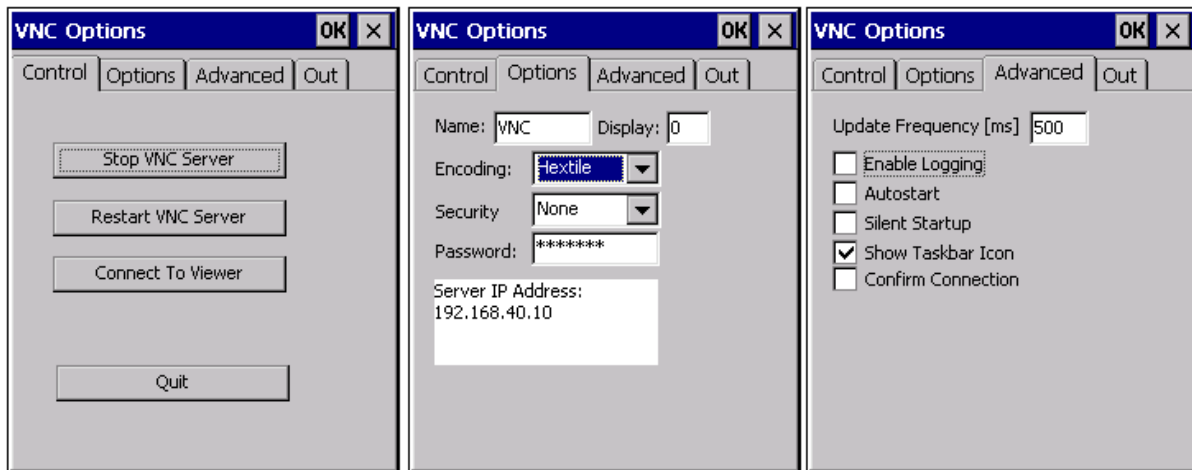 VNC Options OK ×
Control Options Advanced Out
Stop VNC Server
Restart VNC Server
Connect To Viewer
Quit
VNC Options OK ×
Control Options Advanced Out
Name: VNC Display: 0
Encoding: Hextile
Security None
Password: *******
Server IP Address:
192.168.40.10
VNC Options OK ×
Control Options Advanced Out
Update Frequency [ms] 500
Enable Logging
Autostart
Silent Startup
Show Taskbar Icon
Confirm Connection